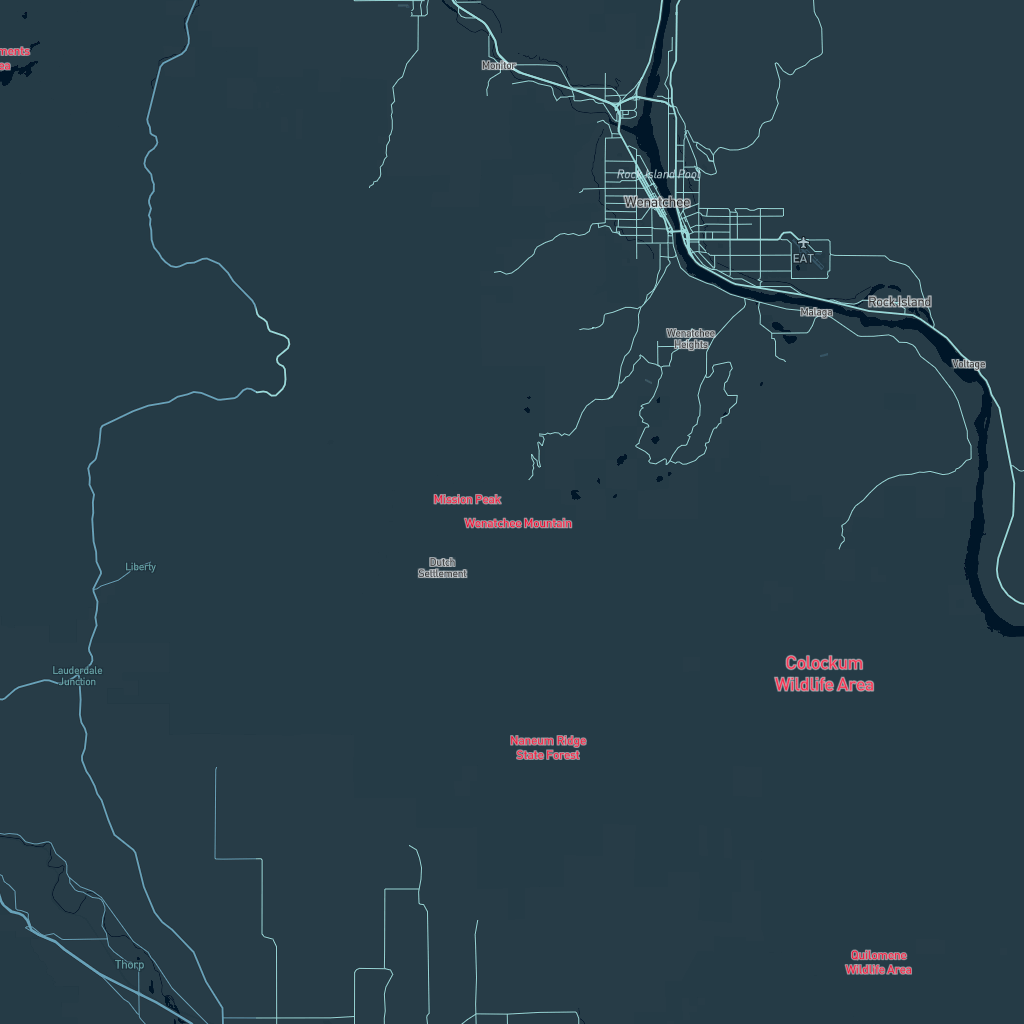 Monitor
Rock Island Pool
Wenatchee
EAT
Rock Island
Malaga
Wenatchee
Heights
Voltage
Mission Peak
Wenatchee Mountain
Dutch
Settlement
Liberty
Colockum
Wildlife Area
Lauderdale
Junction
Naneum Ridge
State Forest
Quilomene
Wildlife Area
Thorp